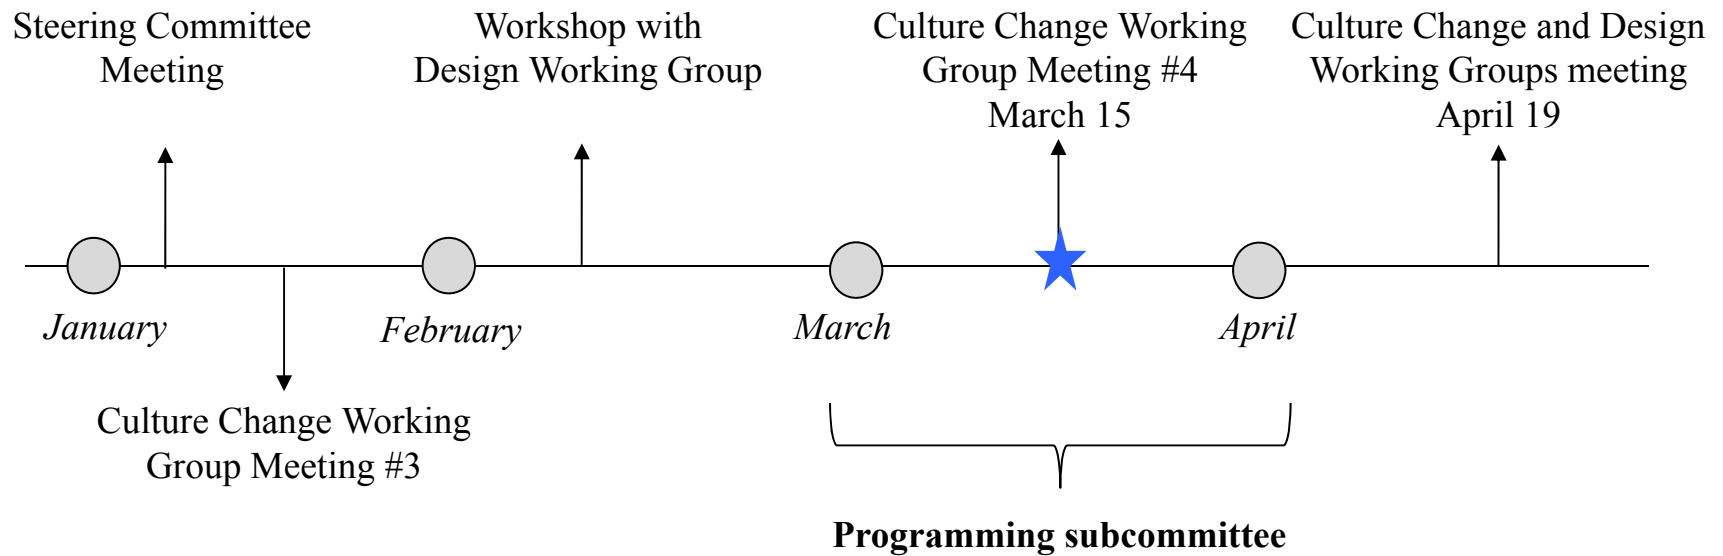 Steering Committee
Meeting
Workshop with
Design Working Group
Culture Change Working
Group Meeting #4
March 15
Culture Change and Design
Working Groups meeting
April 19
January
February
March
April
Culture Change Working
Group Meeting #3
Programming subcommittee